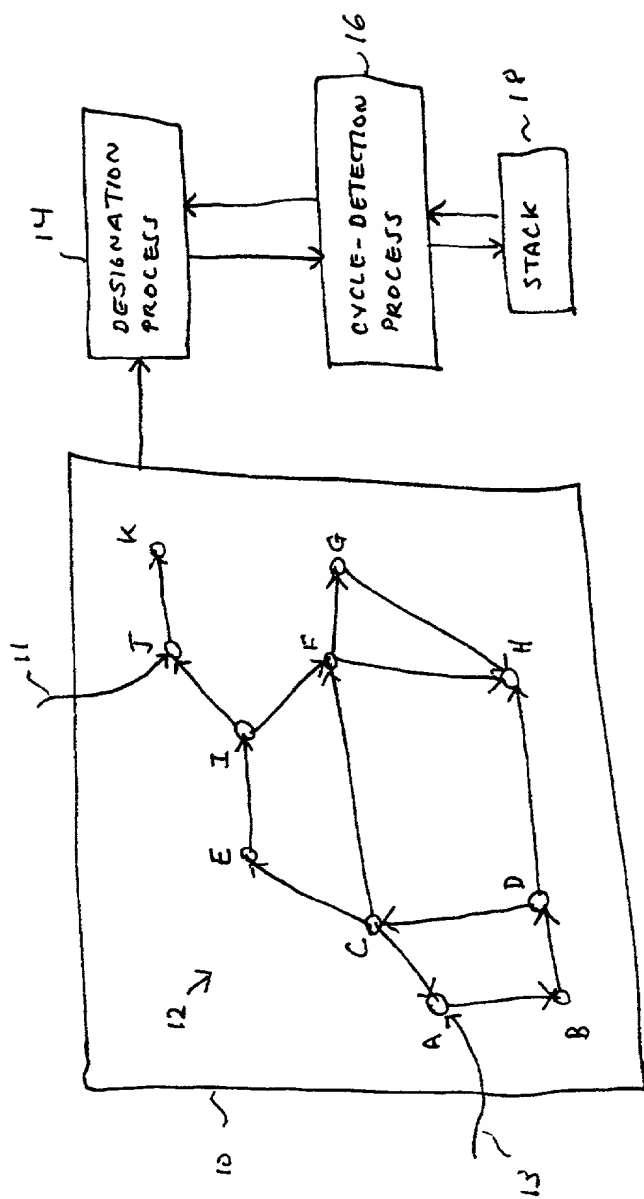 10
11
12
13
A
B
C
D
E
F
G
H
I
J
K
14
DESIGNATION
PROCESS
16
CYCLE-DETECTION
PROCESS
18
STACK